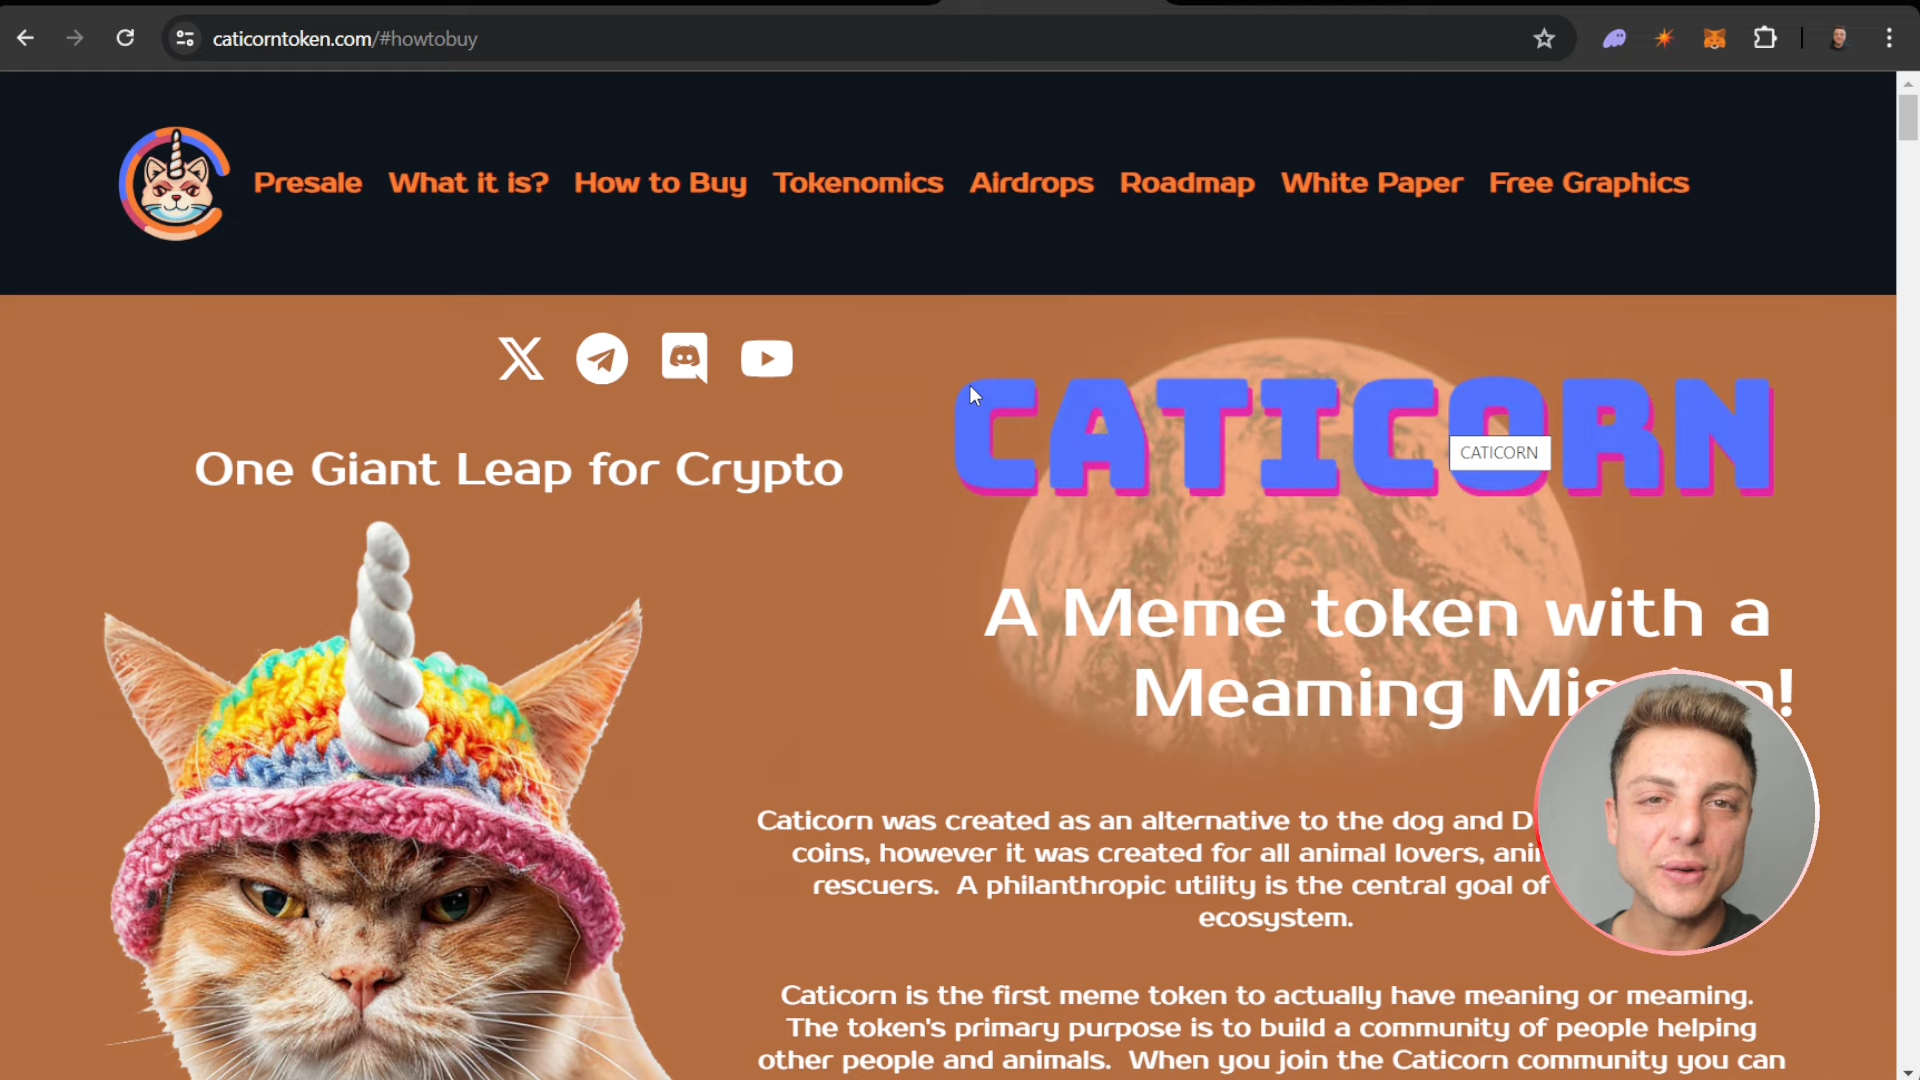 caticorntoken.com/#howtobuy
Presale What it is? How to Buy Tokenomics Airdrops Roadmap White Paper Free Graphics
One Giant Leap for Crypto
CATICORN
CATICORN
A Meme token with a
Meaming Mis n!
Caticorn was created as an alternative to the dog and D
coins, however it was created for all animal lovers, ani
rescuers. A philanthropic utility is the central goal of
ecosystem.
Caticorn is the first meme token to actually have meaning or meaming.
The token's primary purpose is to build a community of people helping
other people and animals. When you join the Caticorn community you can